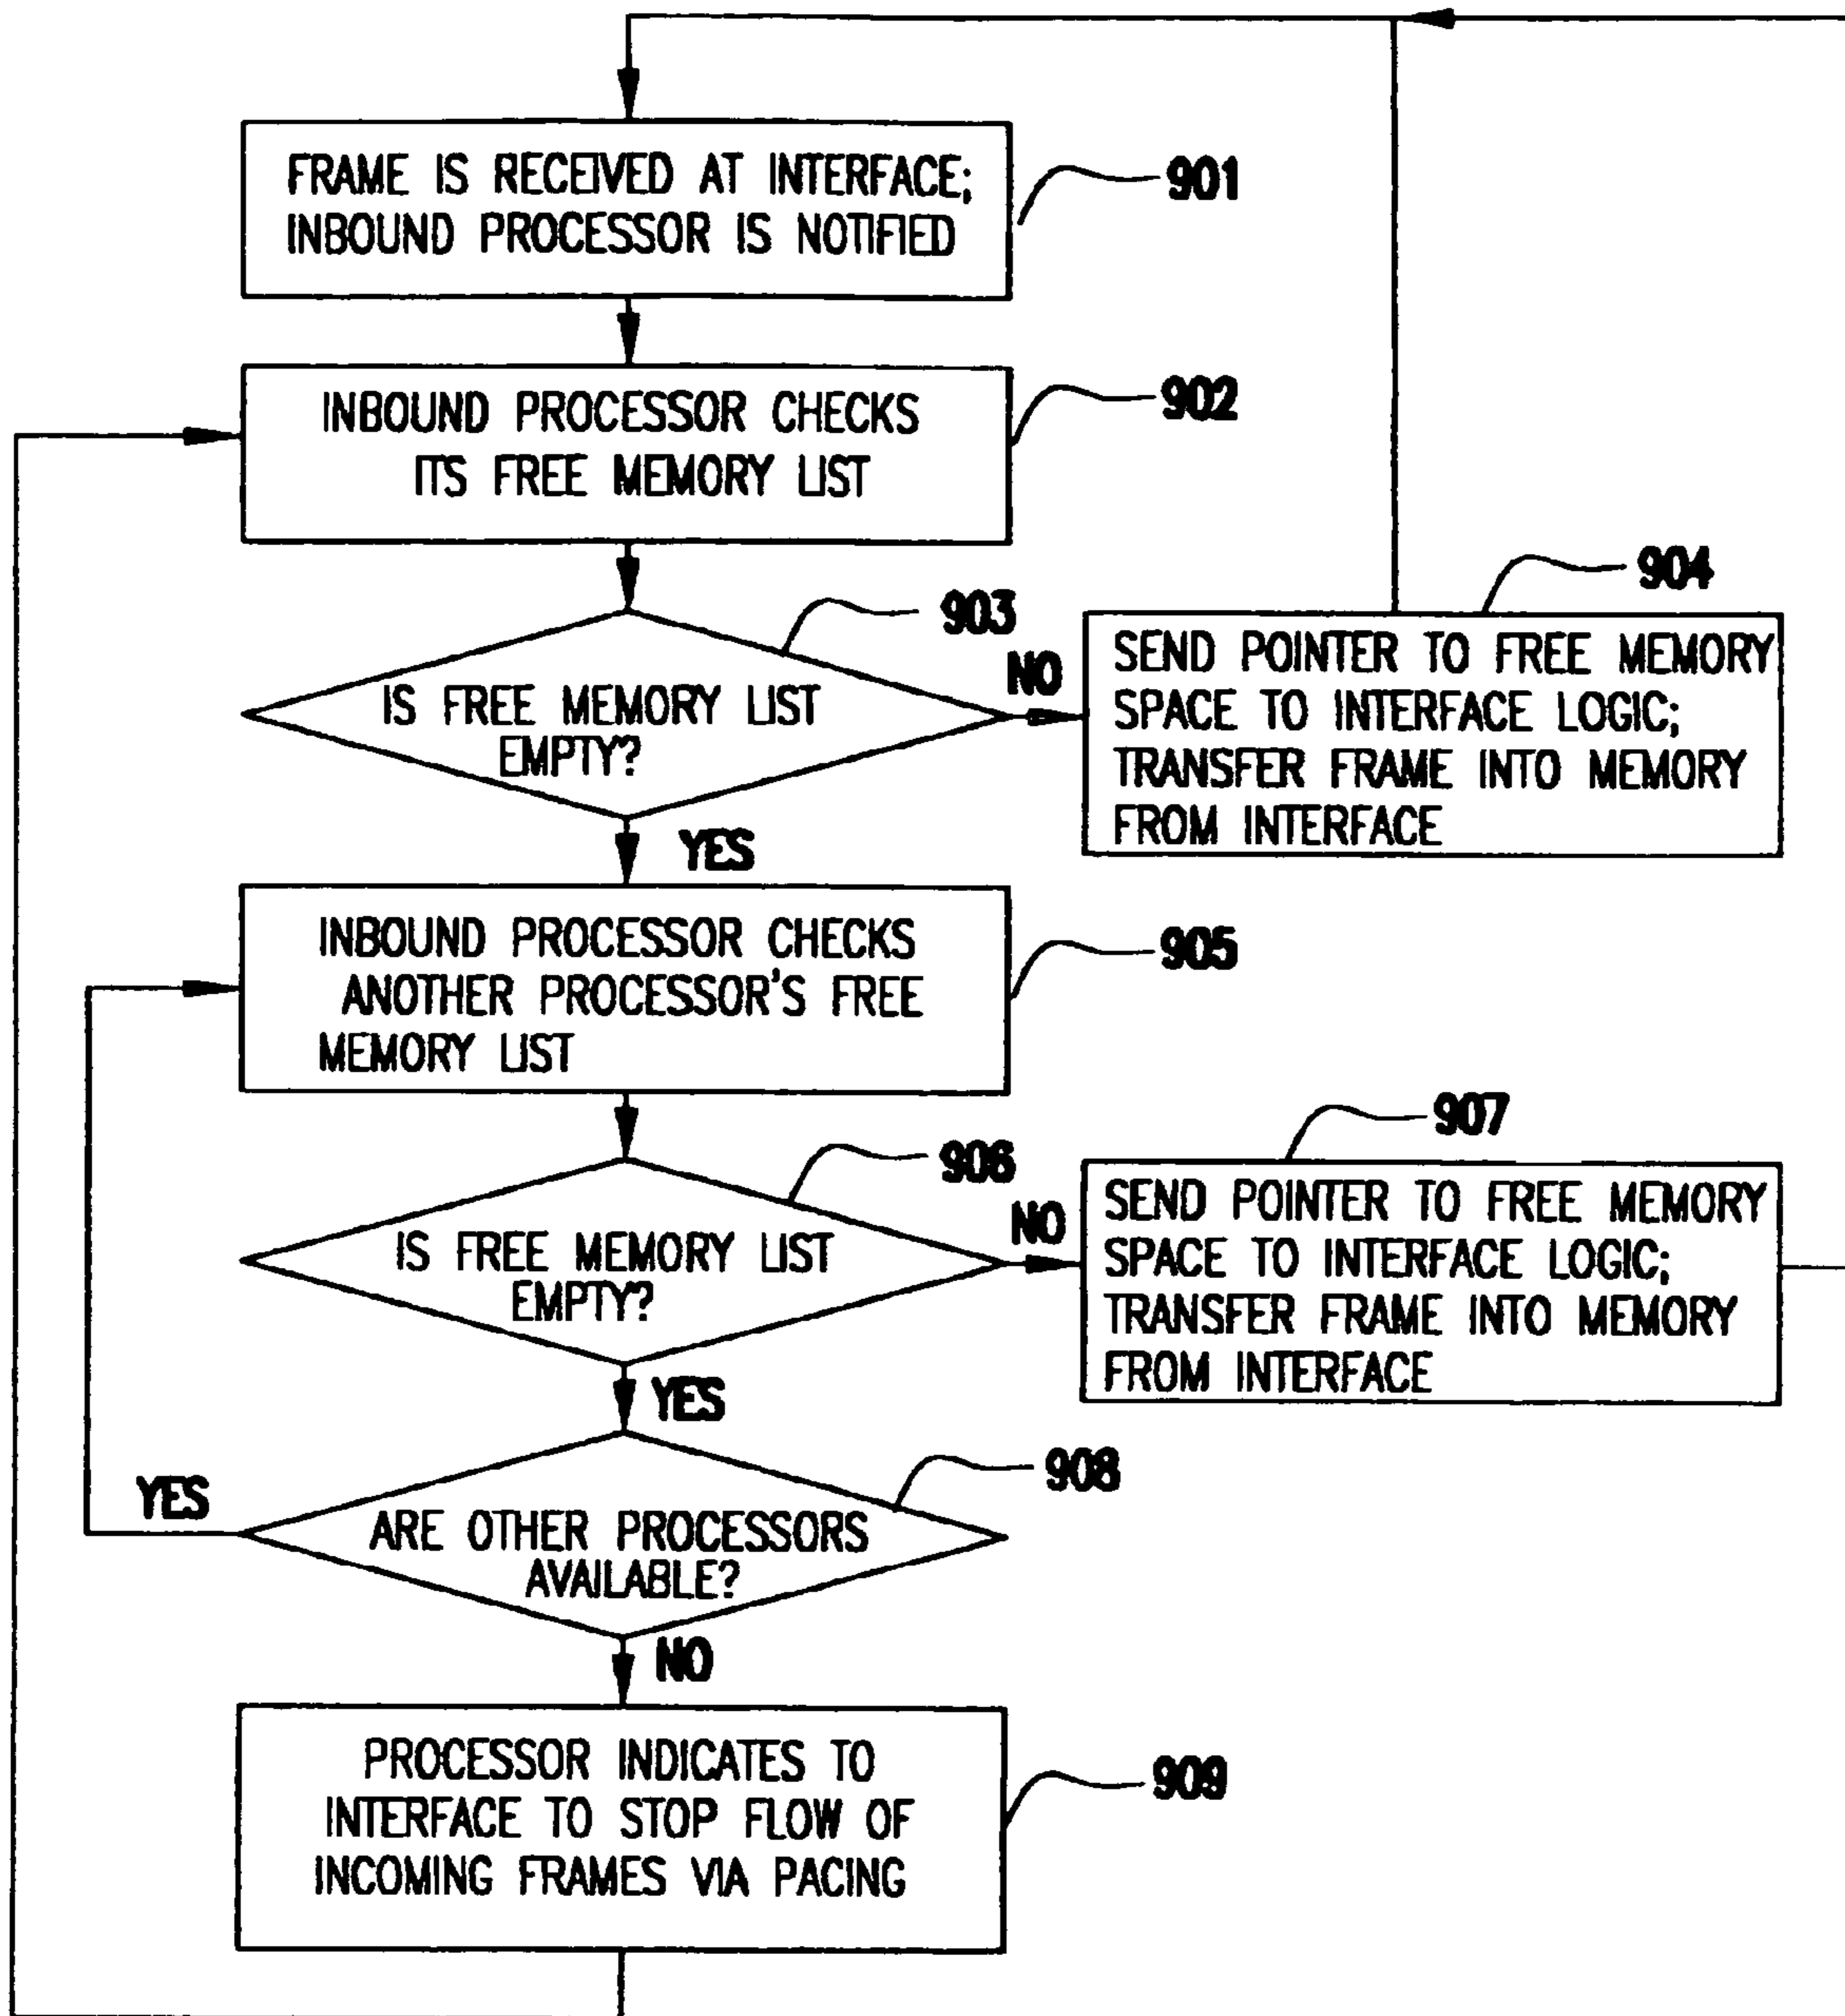 FRAME IS RECEIVED AT INTERFACE;
INBOUND PROCESSOR IS NOTIFIED
901
INBOUND PROCESSOR CHECKS
ITS FREE MEMORY LIST
902
903
IS FREE MEMORY LIST
EMPTY?
NO
904
SEND POINTER TO FREE MEMORY
SPACE TO INTERFACE LOGIC;
TRANSFER FRAME INTO MEMORY
FROM INTERFACE
YES
INBOUND PROCESSOR CHECKS
ANOTHER PROCESSOR'S FREE
MEMORY LIST
905
906
IS FREE MEMORY LIST
EMPTY?
NO
907
SEND POINTER TO FREE MEMORY
SPACE TO INTERFACE LOGIC;
TRANSFER FRAME INTO MEMORY
FROM INTERFACE
YES
908
YES
ARE OTHER PROCESSORS
AVAILABLE?
NO
PROCESSOR INDICATES TO
INTERFACE TO STOP FLOW OF
INCOMING FRAMES VIA PACING
909